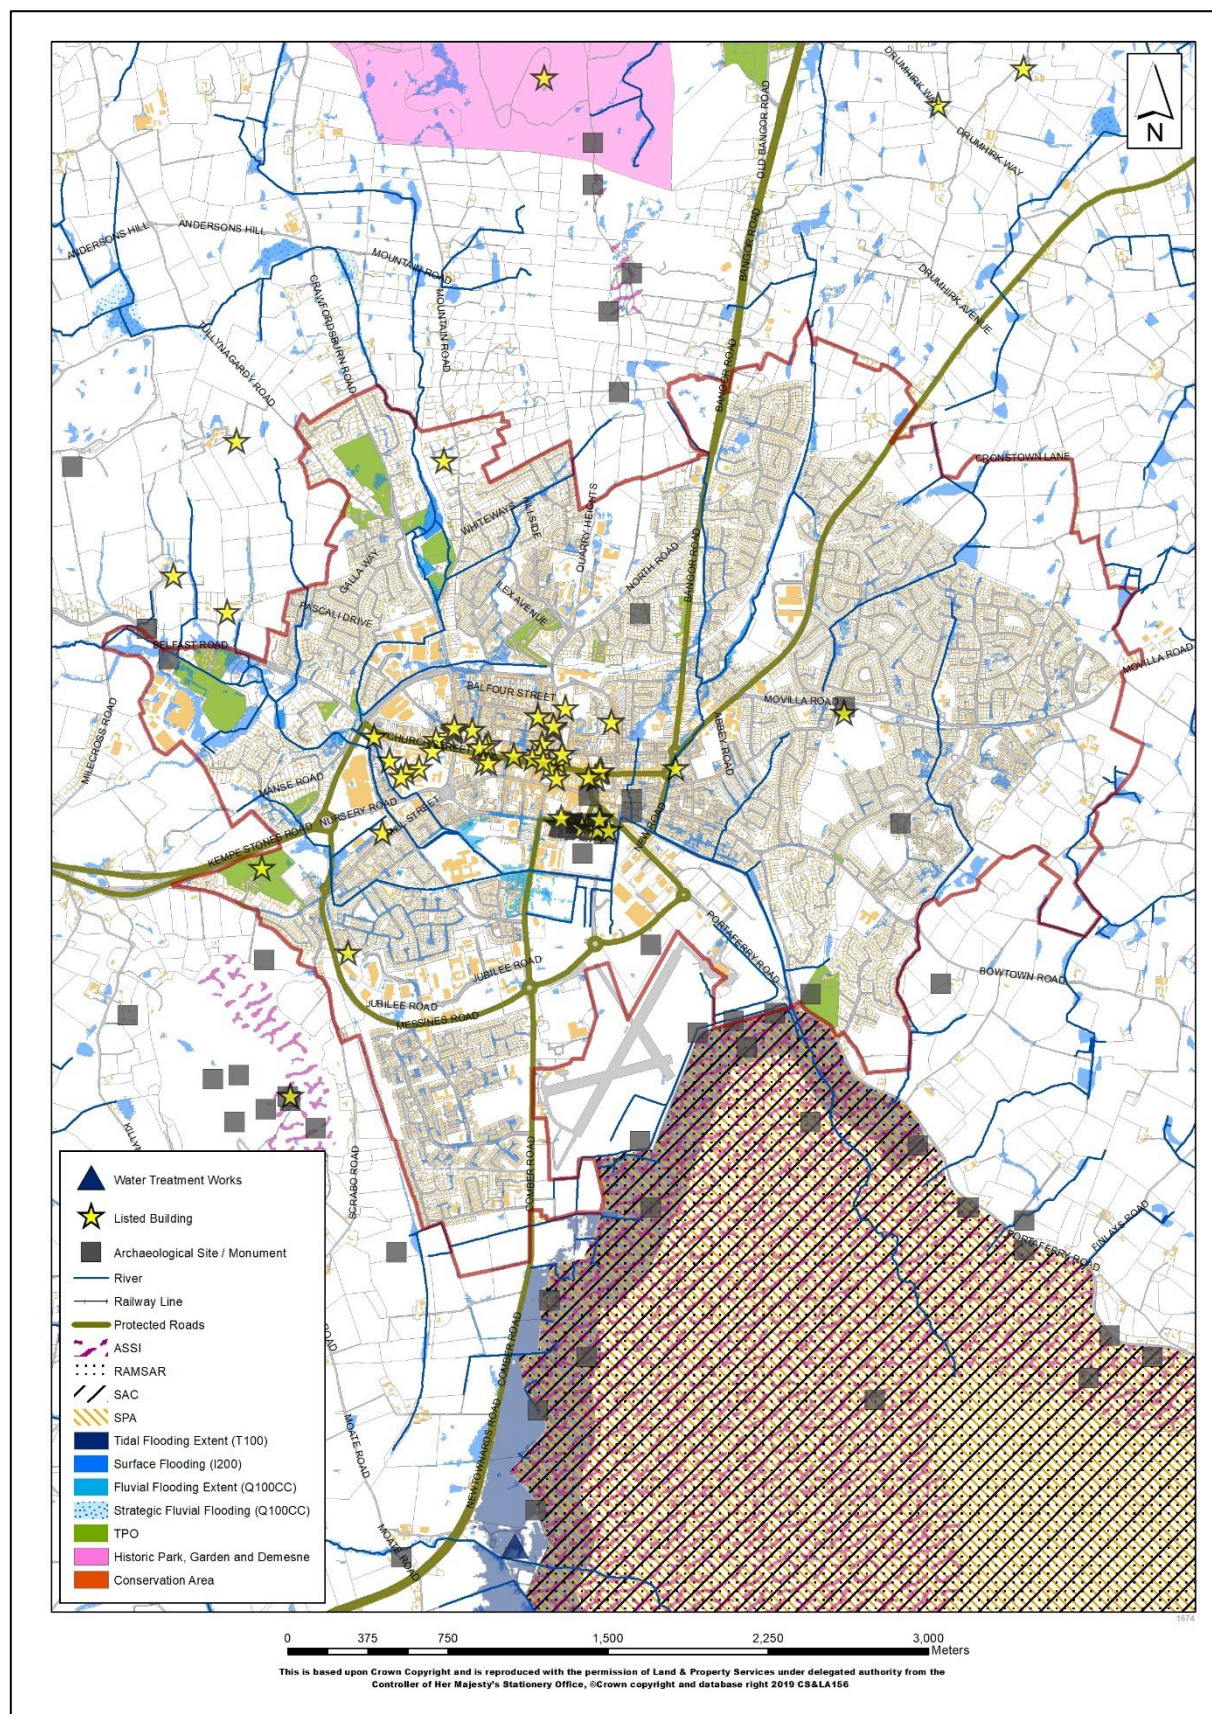 DRUMHIRK WAY
OLD BANGOR ROAD
N
DRUMHIRK WAY
ANDERSONS HILL
ANDERSONS HILL
BANGOR ROAD
MOUNTAIN ROAD
DRUMHIRK AVENUE
CRAWFORDSBURN ROAD
MOUNTAIN ROAD
TULLYNAGARDY ROAD
BANGOR ROAD
CRONSTOWN LANE
WHITEWAYS
HILLSIDE
QUARRY HEIGHTS
GALLA WAY
NORTH ROAD
BANGOR ROAD
ILEX AVENUE
PASCALI DRIVE
BELFAST ROAD
MOVILLA ROAD
BALFOUR STREET
MOVILLA ROAD
MILECROSS ROAD
CHURCH STREET
ABBEY ROAD
MANSE ROAD
NURSERY ROAD
MILL STREET
KEMPE STONES ROAD
NEW ROAD
PORTAFERRY ROAD
JUBILEE ROAD
BOWTOWN ROAD
JUBILEE ROAD
MESSINES ROAD
SCRABO ROAD
COMBER ROAD
FINLAYS ROAD
PORTAFERRY ROAD
ROAD
COMBER ROAD
MOATE ROAD
NEWTOWNARDS ROAD
MOATE ROAD
Water Treatment Works
Listed Building
Archaeological Site / Monument
River
Railway Line
Protected Roads
ASSI
RAMSAR
SAC
SPA
Tidal Flooding Extent (T100)
Surface Flooding (I200)
Fluvial Flooding Extent (Q100CC)
Strategic Fluvial Flooding (Q100CC)
TPO
Historic Park, Garden and Demesne
Conservation Area
1674
0 375 750 1,500 2,250 3,000
Meters
This is based upon Crown Copyright and is reproduced with the permission of Land & Property Services under delegated authority from the
Controller of Her Majesty's Stationery Office, ©Crown copyright and database right 2019 CS&LA156